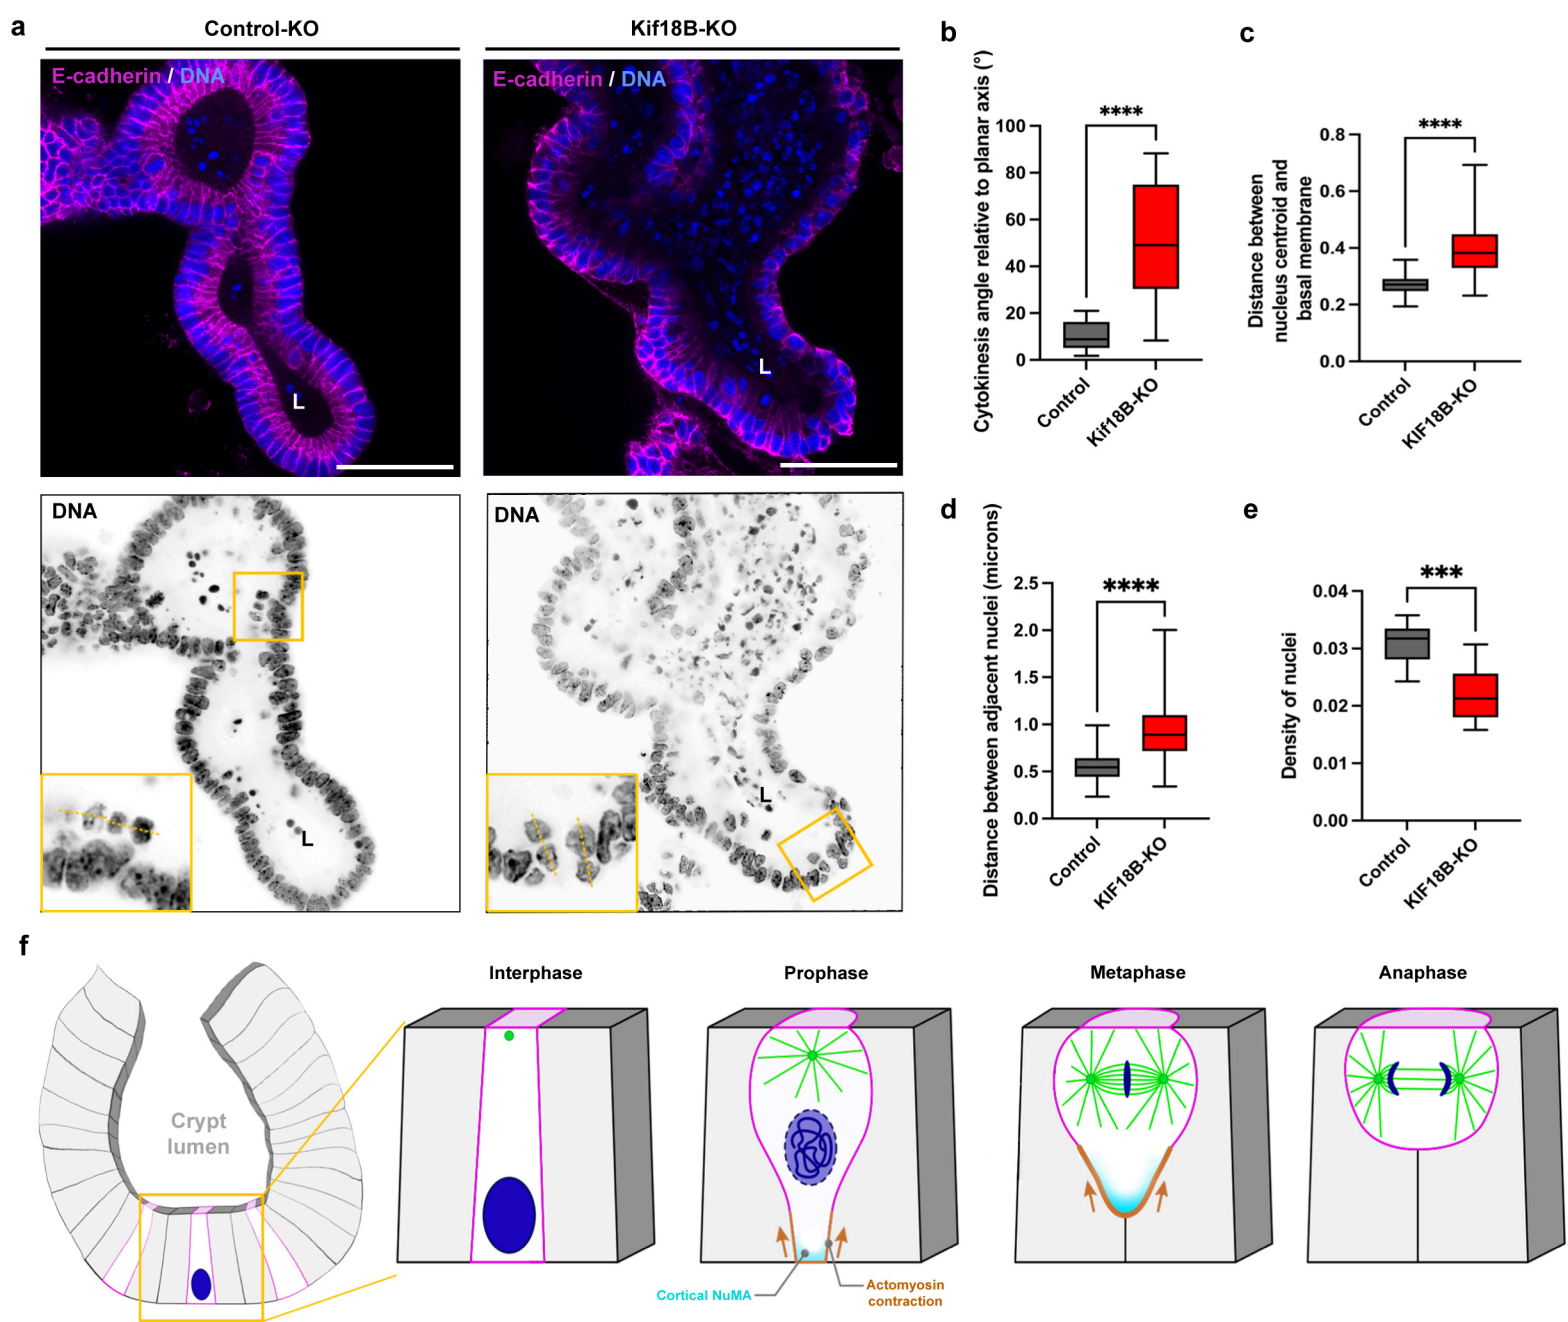 a
Control-KO
Kif18B-KO
E-cadherin / DNA
L
E-cadherin / DNA
L
DNA
L
DNA
L
b
Cytokinesis angle relative to planar axis (°)
100
80
60
40
20
0
****
Control
Kif18B-KO
c
Distance between
nucleus centroid and
basal membrane
0.8
0.6
0.4
0.2
0.0
****
Control
KIF18B-KO
d
Distance between adjacent nuclei (microns)
2.5
2.0
1.5
1.0
0.5
0.0
****
Control
KIF18B-KO
e
Density of nuclei
0.04
0.03
0.02
0.01
0.00
***
Control
KIF18B-KO
f
Crypt
lumen
Interphase
Prophase
Metaphase
Anaphase
Cortical NuMA
Actomyosin
contraction